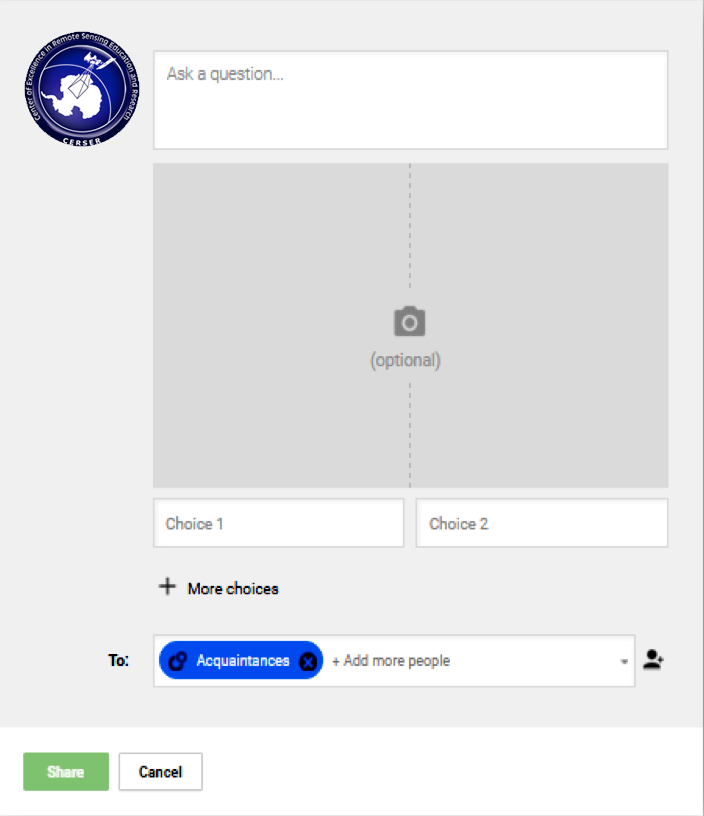 Center of Excellence in Remote Sensing Education and Research
CERSER
Ask a question...
(optional)
Choice 1
Choice 2
More choices
To:
Acquaintances
+ Add more people
Share
Cancel